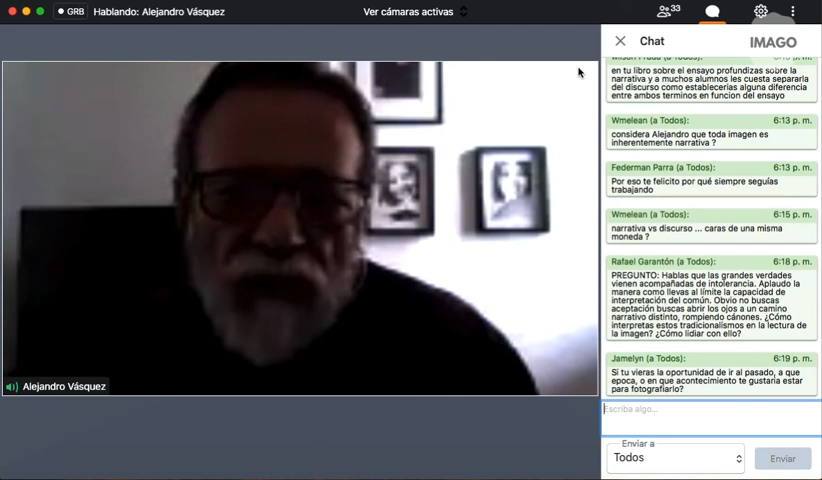 GRB
Hablando: Alejandro Vásquez
Ver cámaras activas
33
Chat
IMAGO
en tu libro sobre el ensayo profundizas sobre la
narrativa y a muchos alumnos les cuesta separarla
del discurso como establecerias alguna diferencia
entre ambos terminos en funcion del ensayo
Wmelean (a Todos):
6:13 p. m.
considera Alejandro que toda imagen es
inherentemente narrativa ?
Federman Parra (a Todos):
6:13 p. m.
Por eso te felicito por qué siempre seguías
trabajando
Wmelean (a Todos):
6:15 p. m.
narrativa vs discurso ... caras de una misma
moneda ?
Rafael Garantón (a Todos):
6:18 p. m.
PREGUNTO: Hablas que las grandes verdades
vienen acompañadas de intolerancia. Aplaudo la
manera como llevas al límite la capacidad de
interpretación del común. Obvio no buscas
aceptación buscas abrir los ojos a un camino
narrativo distinto, rompiendo cánones. ¿Cómo
interpretas estos tradicionalismos en la lectura de
la imagen? ¿Cómo lidiar con ello?
Jamelyn (a Todos):
6:19 p. m.
Si tu vieras la oportunidad de ir al pasado, a que
epoca, o en que acontecimiento te gustaria estar
para fotografiarlo?
Alejandro Vásquez
Escriba algo...
Enviar a
Todos
Enviar